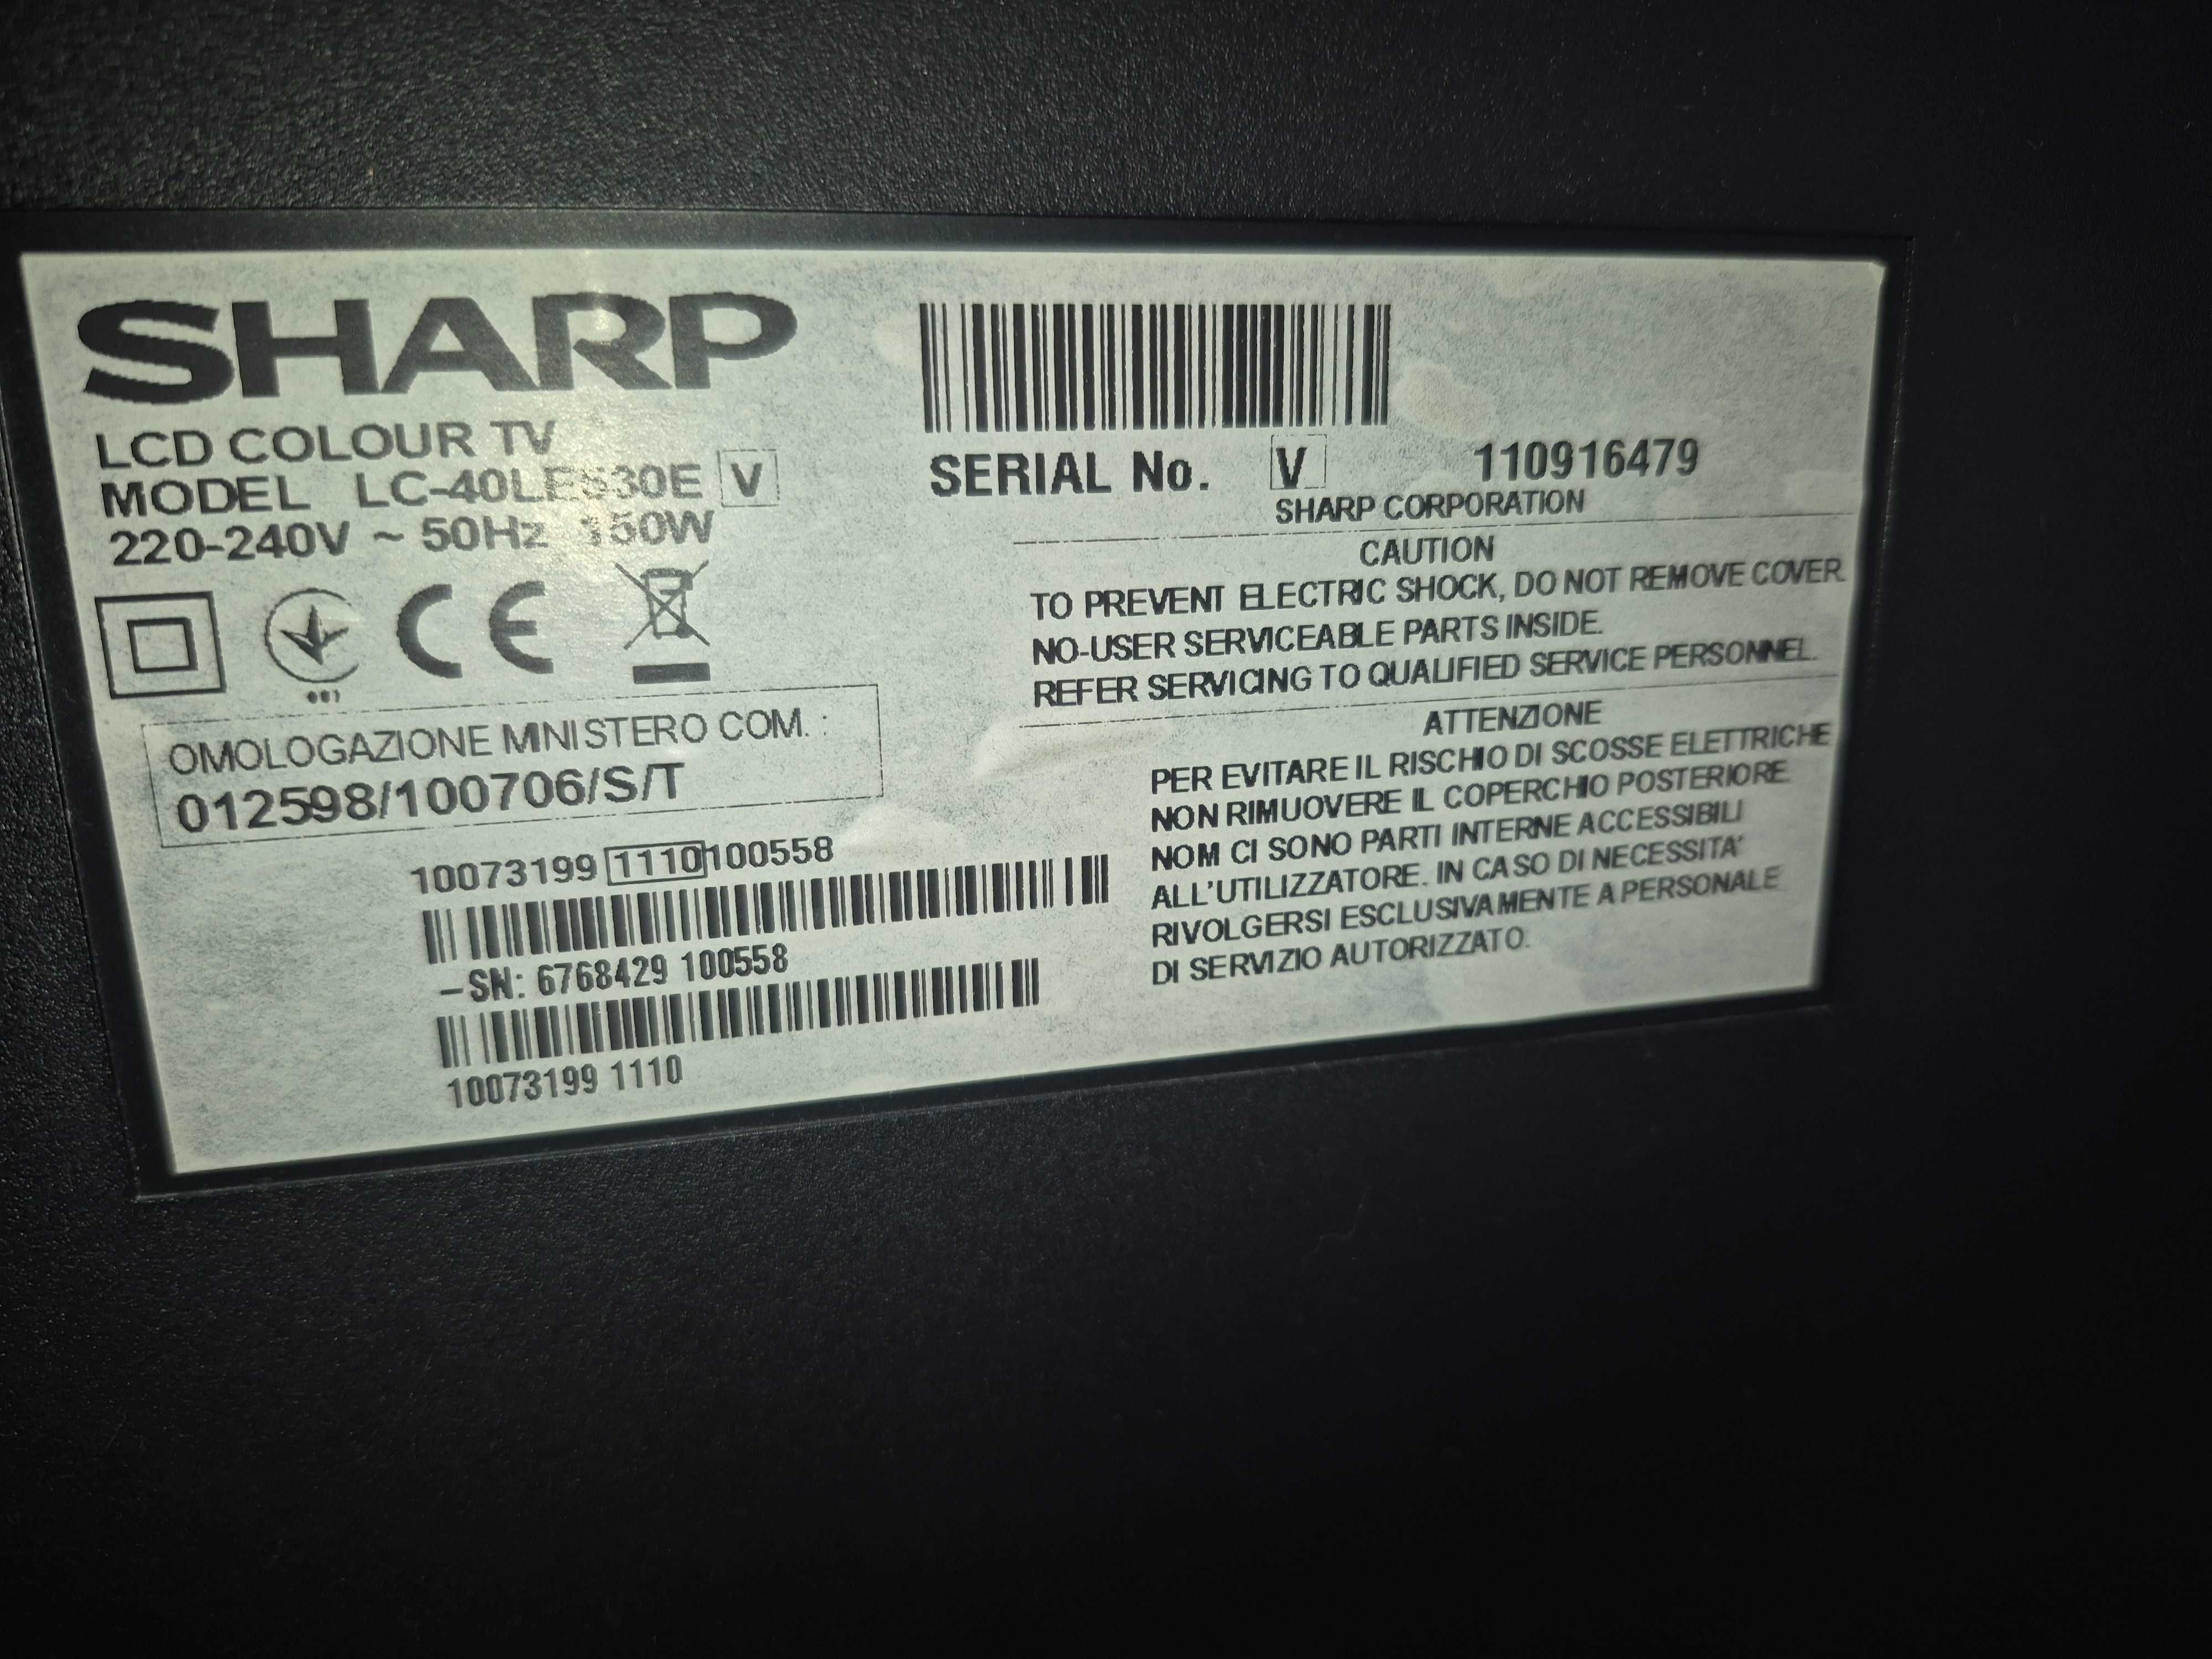 SHARP
LCD COLOUR TV
MODEL LC-40LE530E V
220-240V ~ 50Hz 150W
CE
OMOLOGAZIONE MINISTERO COM. :
012598/100706/S/T
10073199 1110 100558
–SN: 6768429 100558
10073199 1110
SERIAL No. V 110916479
SHARP CORPORATION
CAUTION
TO PREVENT ELECTRIC SHOCK, DO NOT REMOVE COVER.
NO-USER SERVICEABLE PARTS INSIDE.
REFER SERVICING TO QUALIFIED SERVICE PERSONNEL.
ATTENZIONE
PER EVITARE IL RISCHIO DI SCOSSE ELETTRICHE
NON RIMUOVERE IL COPERCHIO POSTERIORE.
NOM CI SONO PARTI INTERNE ACCESSIBILI
ALL'UTILIZZATORE. IN CASO DI NECESSITA'
RIVOLGERSI ESCLUSIVAMENTE A PERSONALE
DI SERVIZIO AUTORIZZATO.